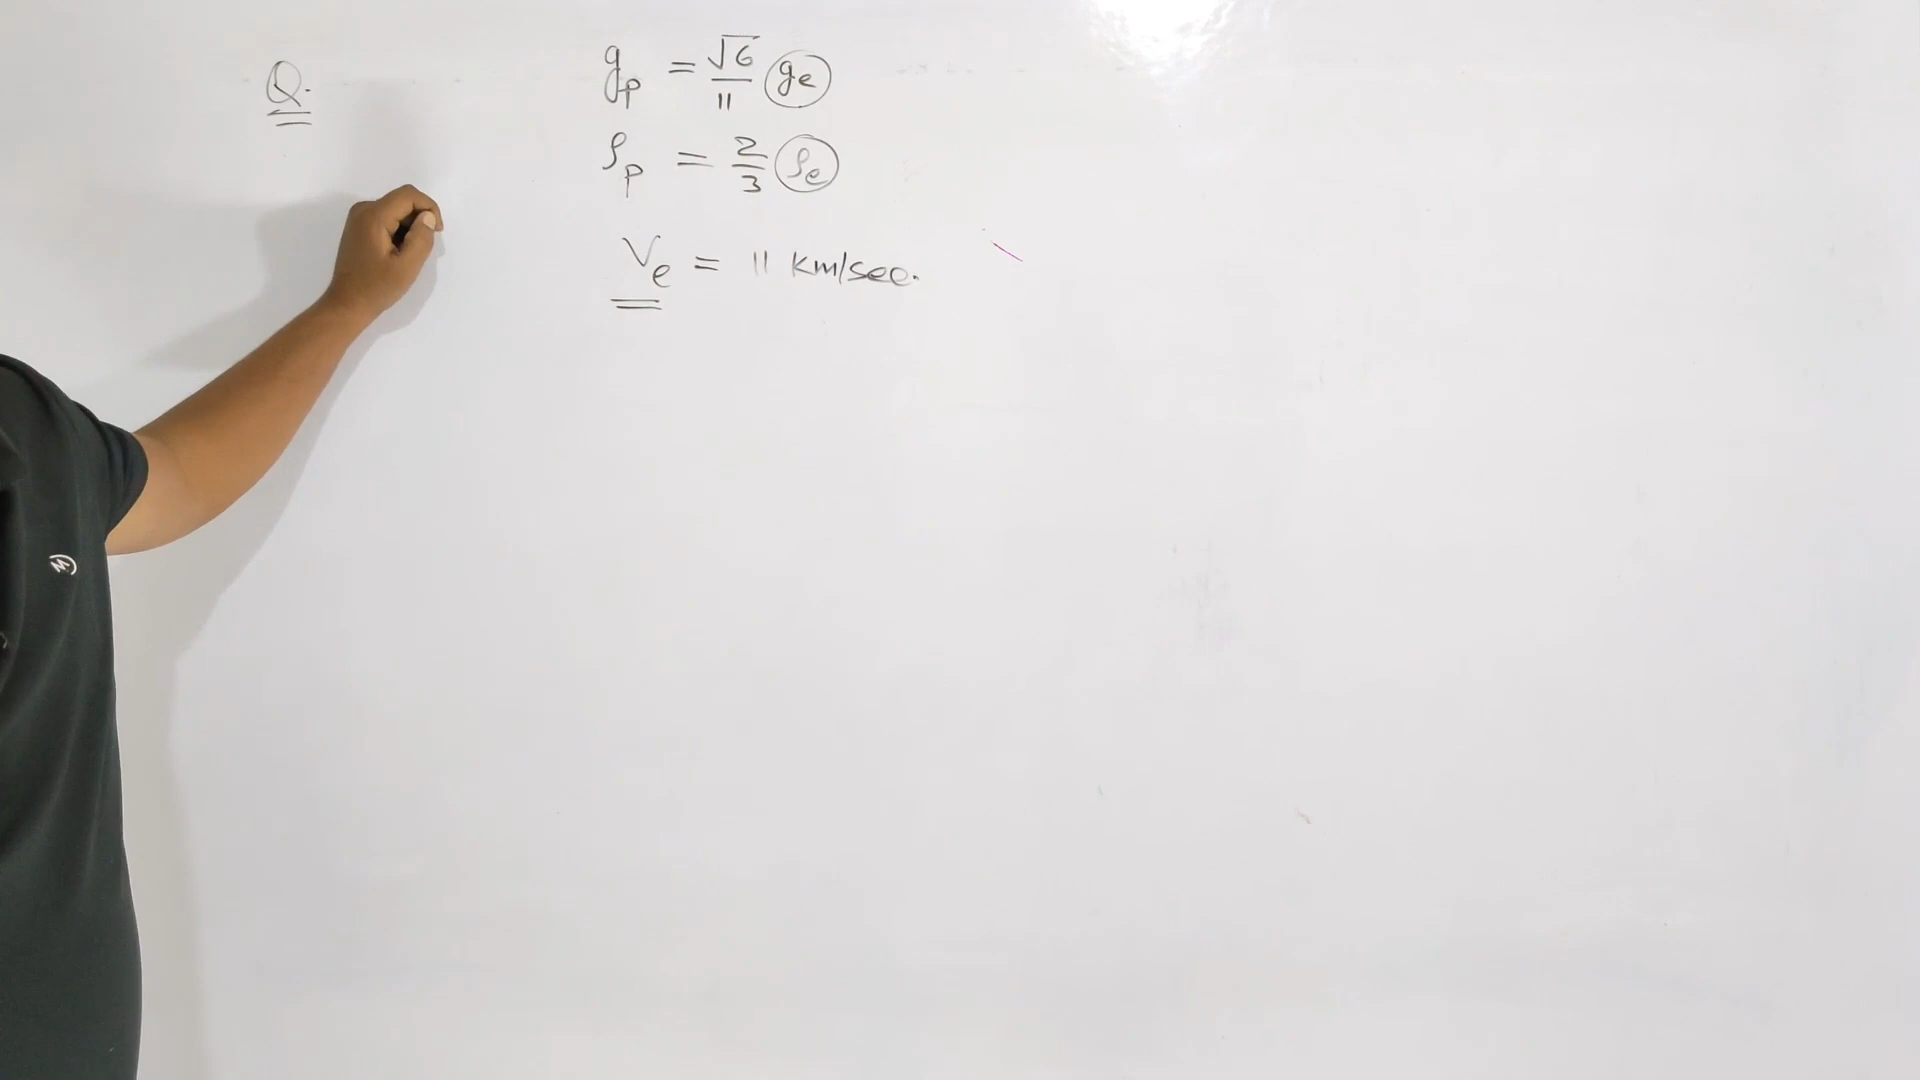 Q.
gₚ = √6/11 gₑ
ρₚ = 2/3 ρₑ
Vₑ = 11 km/sec.